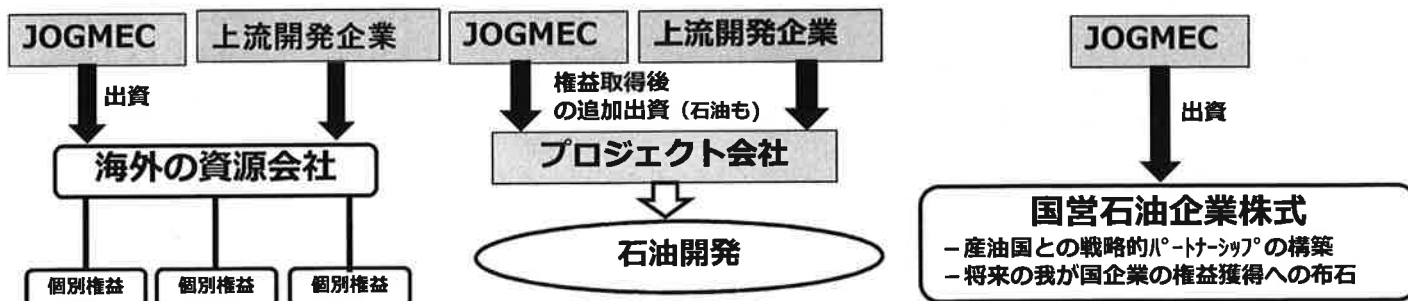 JOGMEC
上流開発企業
出資
海外の資源会社
個別権益
個別権益
個別権益
JOGMEC
上流開発企業
権益取得後
の追加出資（石油も）
プロジェクト会社
石油開発
JOGMEC
出資
国営石油企業株式
－産油国との戦略的ﾊﾟｰﾄﾅｰｼｯﾌﾟの構築
－将来の我が国企業の権益獲得への布石